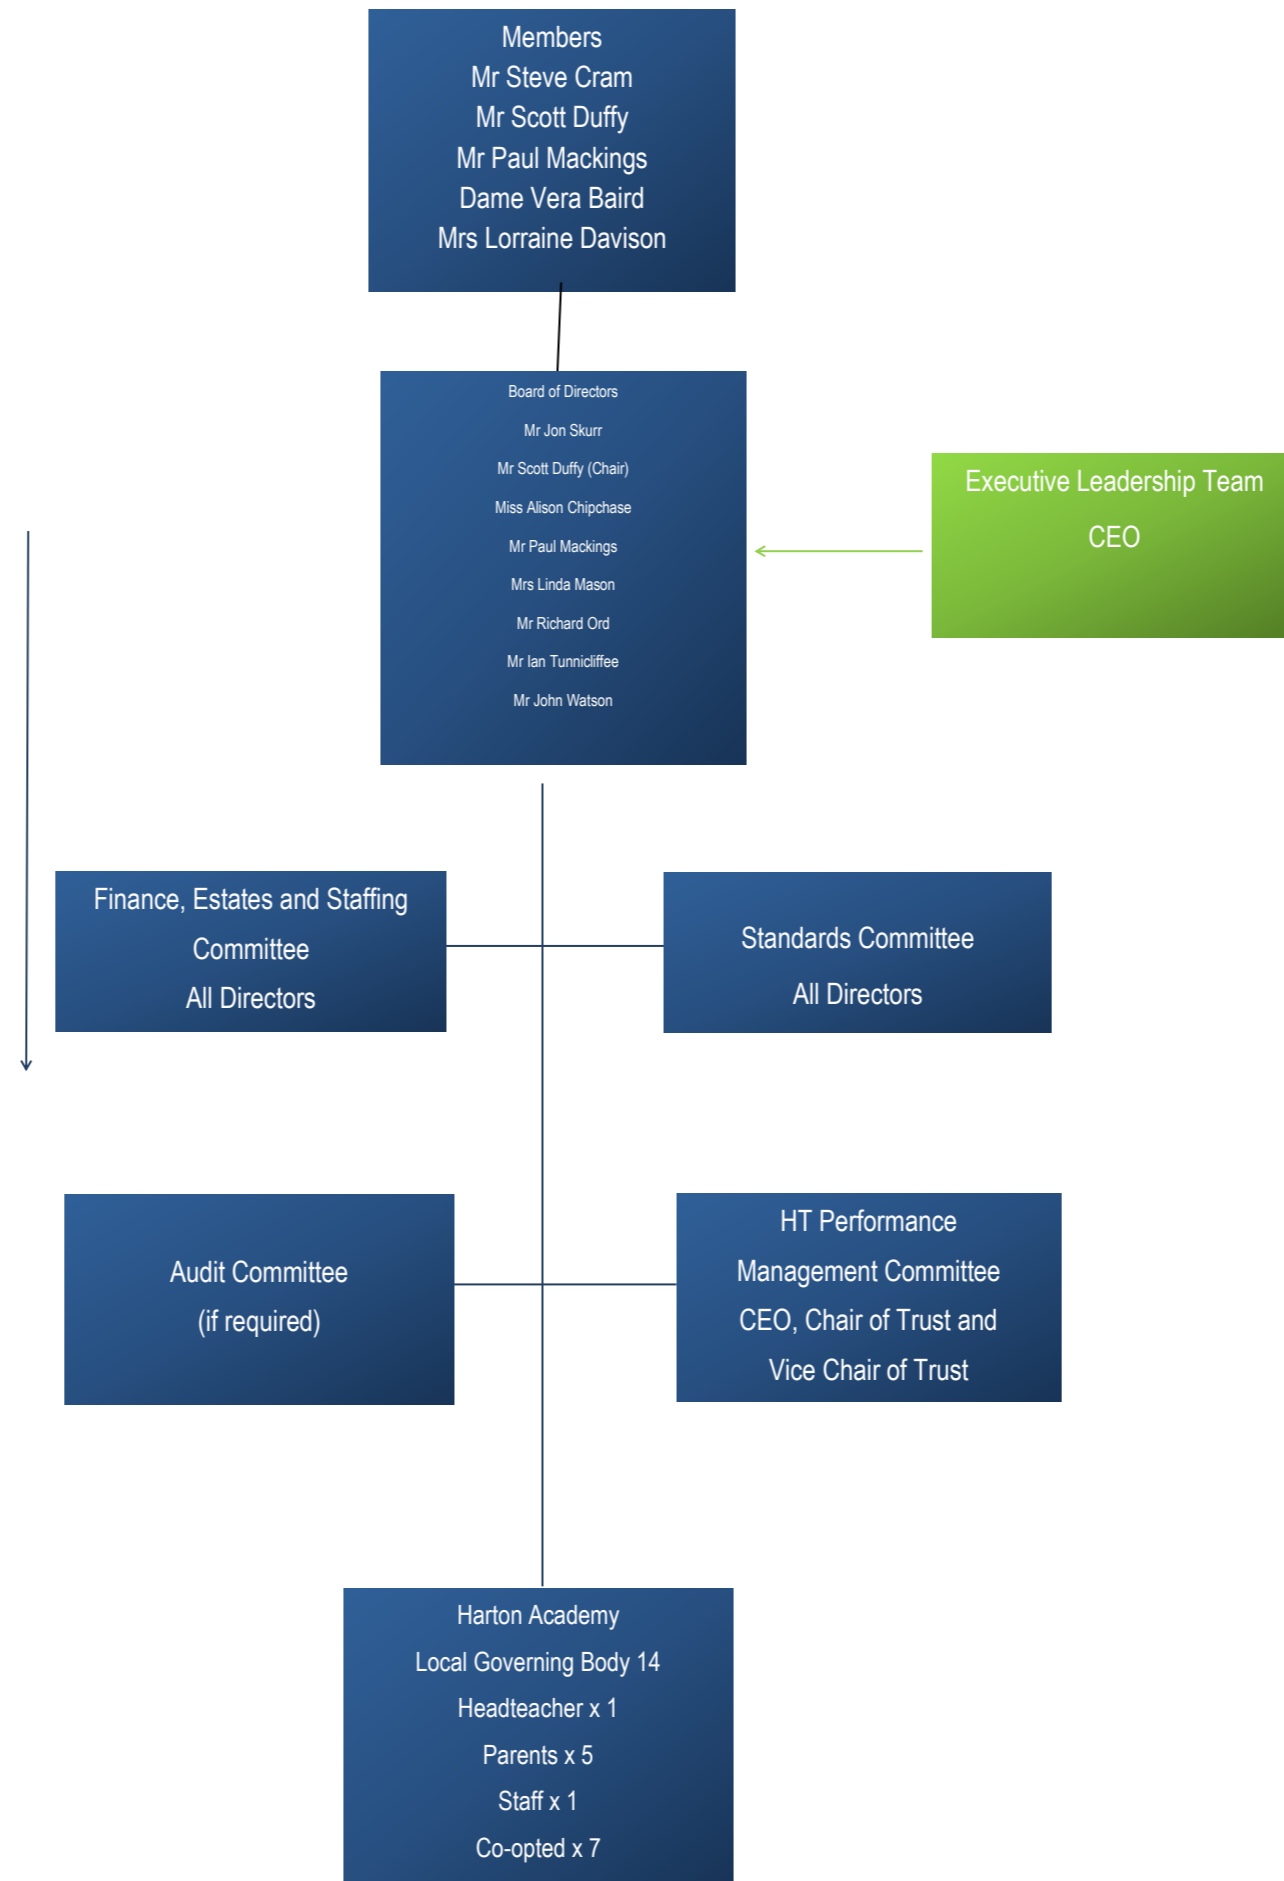 Members
Mr Steve Cram
Mr Scott Duffy
Mr Paul Mackings
Dame Vera Baird
Mrs Lorraine Davison
Board of Directors
Mr Jon Skurr
Mr Scott Duffy (Chair)
Miss Alison Chipchase
Mr Paul Mackings
Mrs Linda Mason
Mr Richard Ord
Mr Ian Tunnicliffee
Mr John Watson
Executive Leadership Team
CEO
Finance, Estates and Staffing
Committee
All Directors
Standards Committee
All Directors
Audit Committee
(if required)
HT Performance
Management Committee
CEO, Chair of Trust and
Vice Chair of Trust
Harton Academy
Local Governing Body 14
Headteacher x 1
Parents x 5
Staff x 1
Co-opted x 7